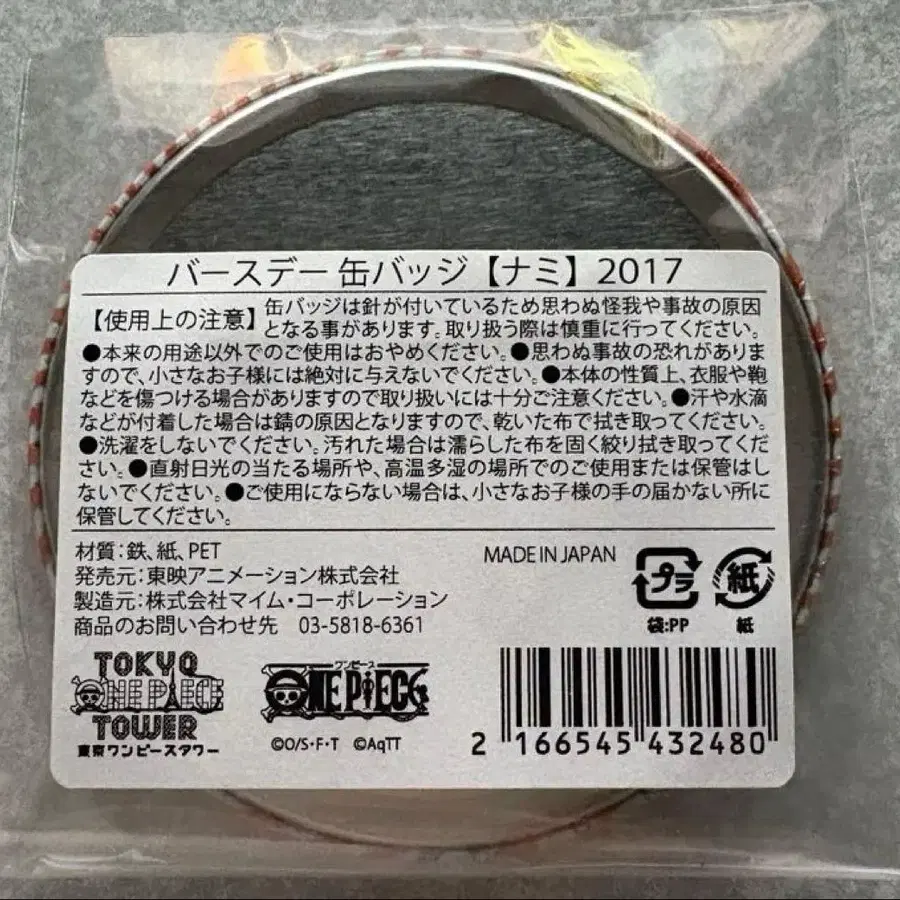 バースデー 缶バッジ【ナミ】2017
【使用上の注意】缶バッジは針が付いているため思わぬ怪我や事故の原因
となる事があります。取り扱う際は慎重に行ってください。
●本来の用途以外でのご使用はおやめください。●思わぬ事故の恐れがありま
すので、小さなお子様には絶対に与えないでください。●本体の性質上、衣服や鞄
などを傷つける場合がありますので取り扱いには十分ご注意ください。●汗や水滴
などが付着した場合は錆の原因となりますので、乾いた布で拭き取ってください。
●洗濯をしないでください。汚れた場合は濡らした布を固く絞り拭き取ってくだ
さい。●直射日光の当たる場所や、高温多湿の場所でのご使用または保管はし
ないでください。●ご使用にならない場合は、小さなお子様の手の届かない所に
保管してください。
材質：鉄、紙、PET
MADE IN JAPAN
発売元：東映アニメーション株式会社
製造元：株式会社マイム・コーポレーション
商品のお問い合わせ先 03-5818-6361
プラ
袋:PP
紙
紙
TOKYO
ONE PIECE
TOWER
東京ワンピースタワー
ワンピース
ONE PIECE
©O/S・F・T ©AqTT
2 166545 432480